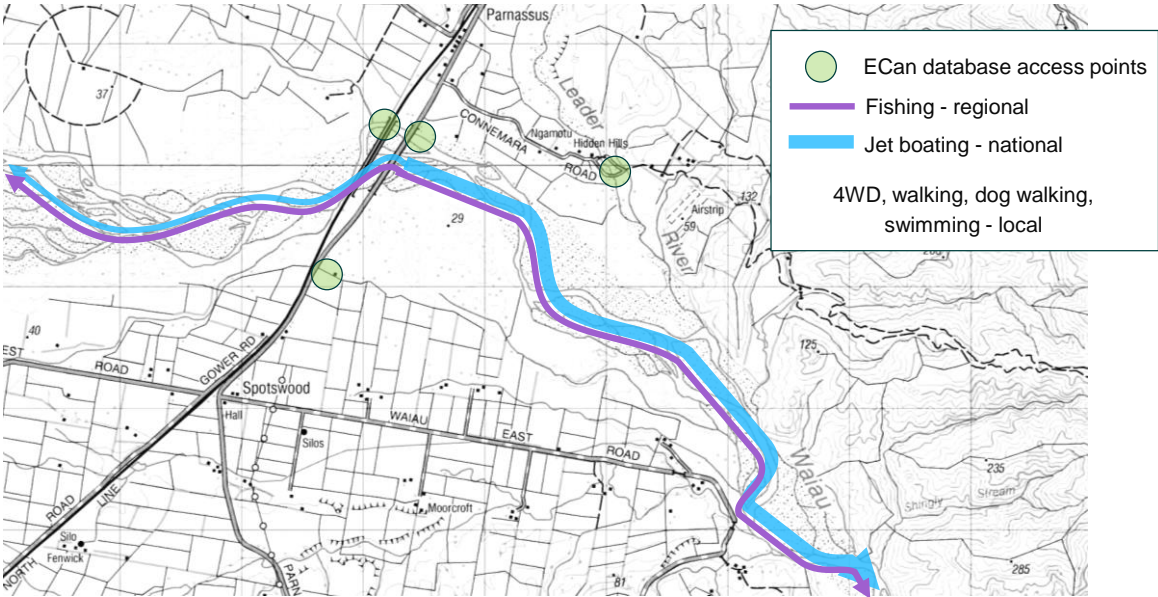 Parnassus
ECan database access points
Fishing - regional
Jet boating - national
4WD, walking, dog walking,
swimming - local
37
Leader
River
CONNEMARA
ROAD
Ngamotu
Hidden Hills
Airstrip
132
59
29
40
125
EST
ROAD
GOWER RD
Spotswood
Hall
WAIAU
EAST
ROAD
Silos
Moorcroft
Waiau
235
Shingly Stream
285
81
ROAD
LINE
NORTH
Silo
Fenwick
PARN